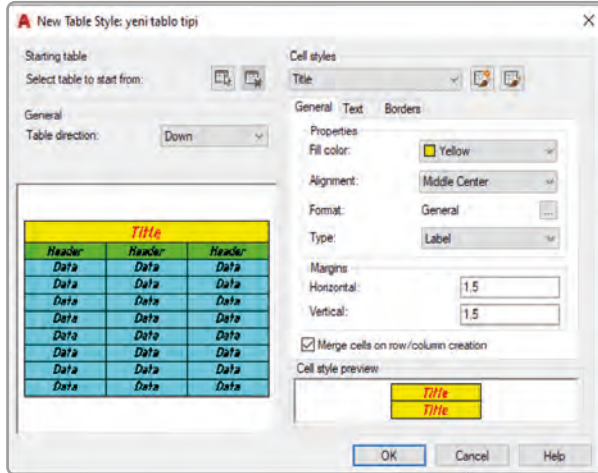 New Table Style: yeni tablo tipi
Starting table
Select table to start from:
General
Table direction: Down
Title
Header Header Header
Data Data Data
Data Data Data
Data Data Data
Data Data Data
Data Data Data
Data Data Data
Data Data Data
Data Data Data
Cell styles
Title
General Text Borders
Properties
Fill color: Yellow
Alignment: Middle Center
Format: General ...
Type: Label
Margins
Horizontal: 1.5
Vertical: 1.5
Merge cells on row/column creation
Cell style preview
Title
Title
OK Cancel Help